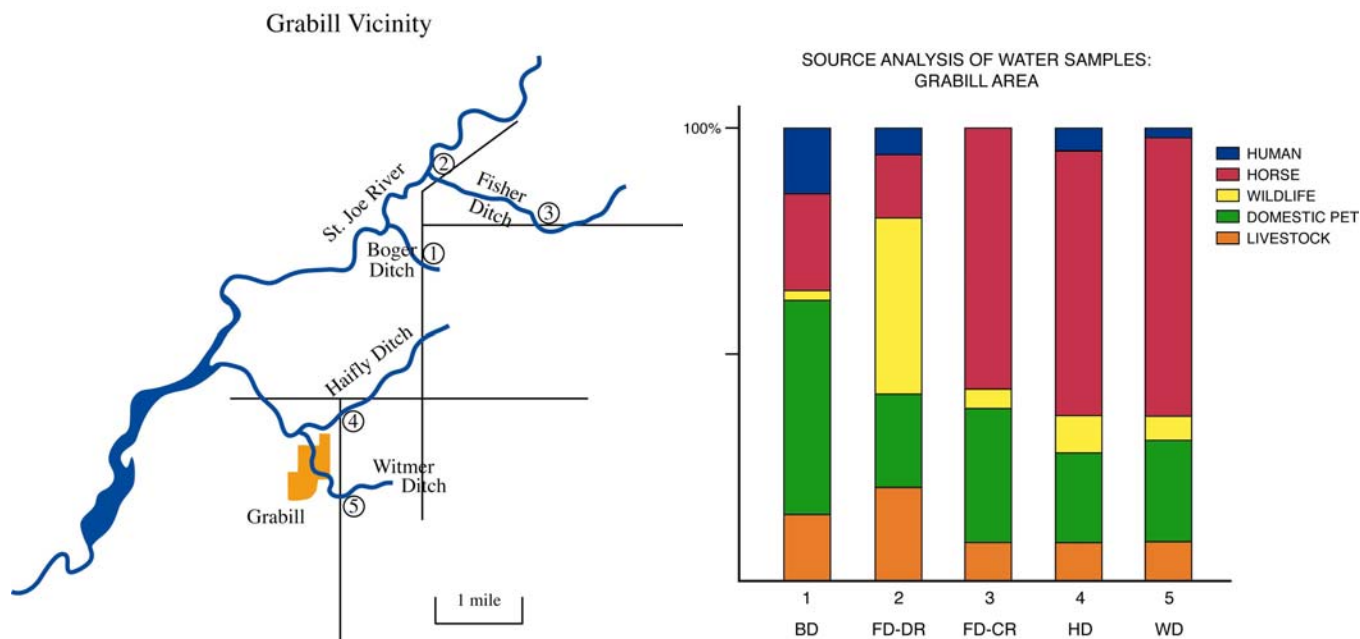 Grabill Vicinity
St. Joe River
2
Fisher
Ditch
3
Boger
Ditch
1
Haifly Ditch
4
Witmer
Ditch
5
Grabill
1 mile
SOURCE ANALYSIS OF WATER SAMPLES:
GRABILL AREA
100%
HUMAN
HORSE
WILDLIFE
DOMESTIC PET
LIVESTOCK
1 2 3 4 5
BD FD-DR FD-CR HD WD